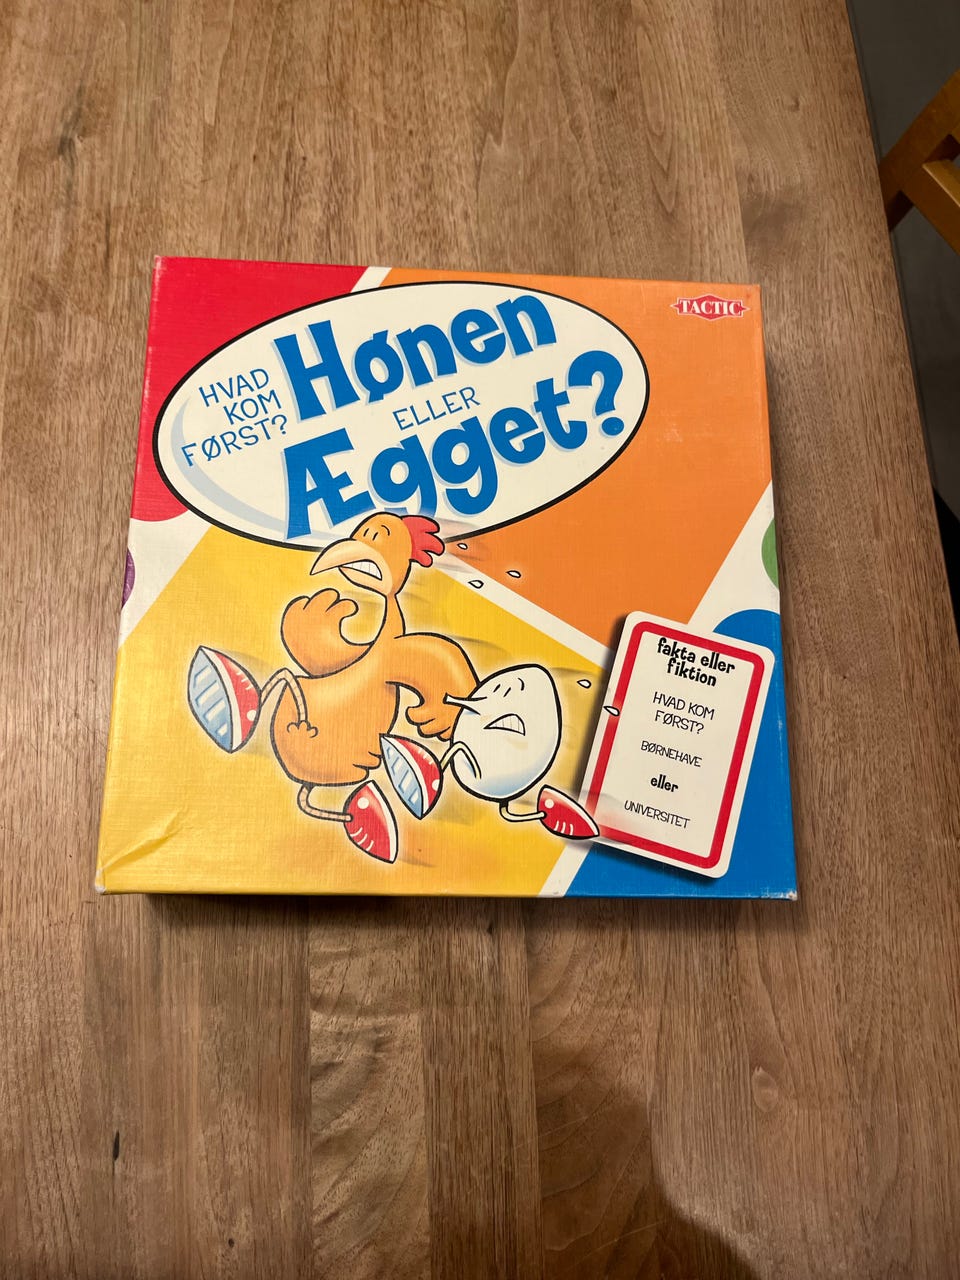 TACTIC
HVAD
KOM
FØRST?
Hønen
ELLER
Ægget?
fakta eller
fiktion
HVAD KOM
FØRST?
BØRNEHAVE
eller
UNIVERSITET